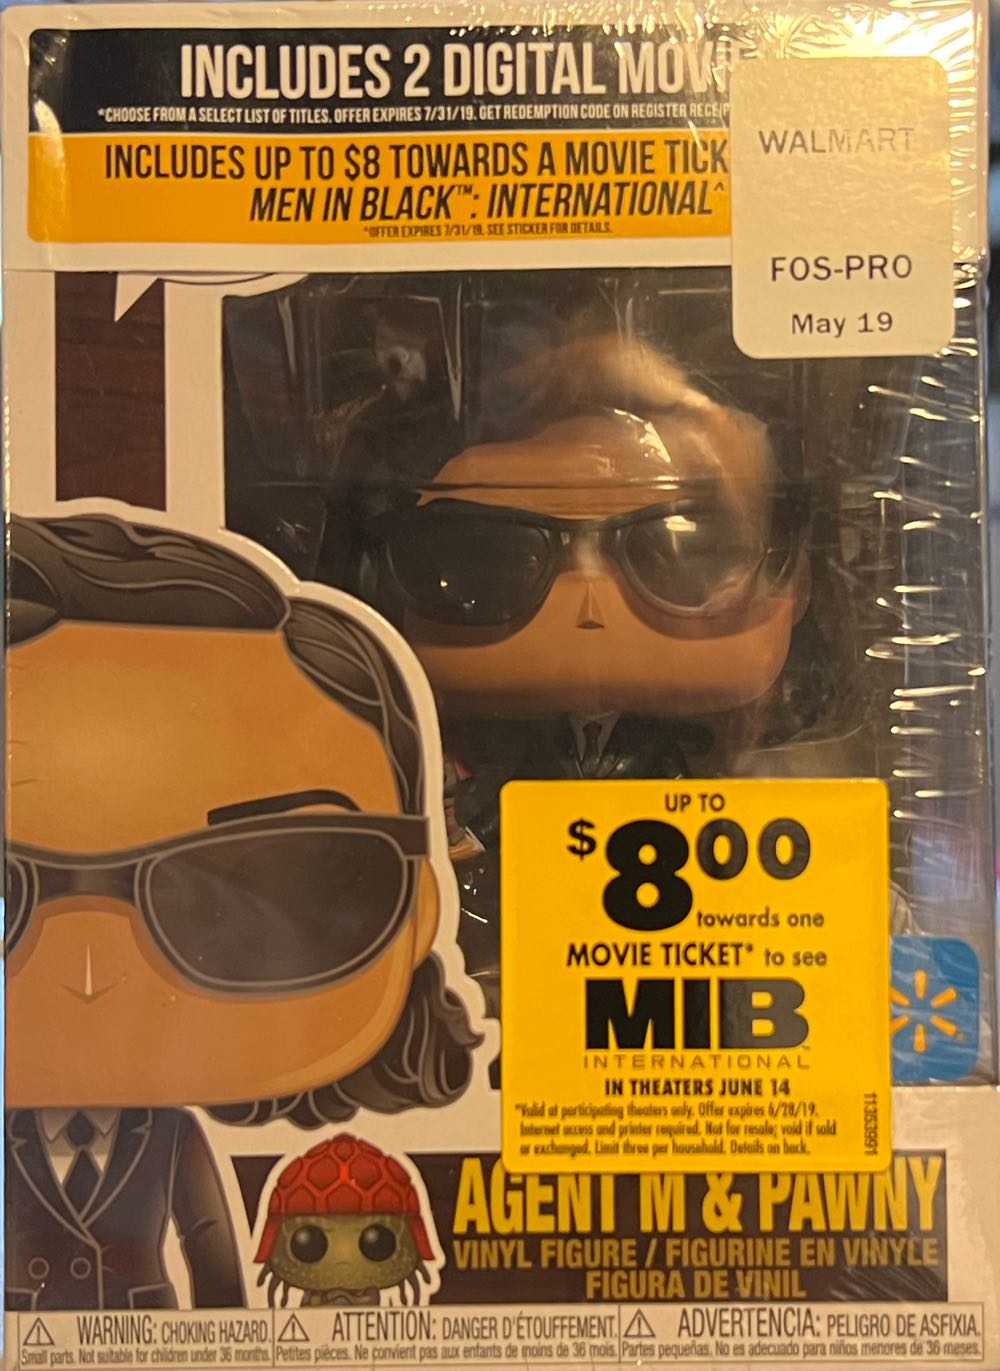 INCLUDES 2 DIGITAL
*CHOOSE FROM A SELECT LIST OF TITLES. OFFER EXPIRES 7/31/19. GET REDEMPTION CODE ON REGISTER
INCLUDES UP TO $8 TOWARDS A MOVIE TICK
MEN IN BLACK™: INTERNATIONAL^
^OFFER EXPIRES 7/31/19. SEE STICKER FOR DETAILS.
WALMART
FOS-PRO
May 19
UP TO
$8.00
towards one
MOVIE TICKET* to see
MIB
INTERNATIONAL
IN THEATERS JUNE 14
*Valid at participating theaters only. Offer expires 6/28/19.
Internet access and printer required. Not for resale; void if sold
or exchanged. Limit three per household. Details on back.
11353991
AGENT M & PAWNY
VINYL FIGURE / FIGURINE EN VINYLE
FIGURA DE VINIL
WARNING: CHOKING HAZARD.
Small parts. Not suitable for children under 36 months.
ATTENTION: DANGER D'ÉTOUFFEMENT.
Petites pièces. Ne convient pas aux enfants de moins de 36 mois.
ADVERTENCIA: PELIGRO DE ASFIXIA.
Partes pequeñas. No es adecuado para niños menores de 36 meses.